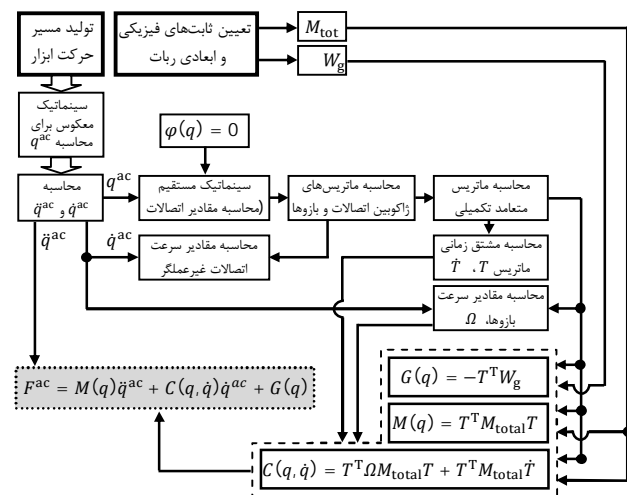 تولید مسیر
حرکت ابزار
تعیین ثابت‌های فیزیکی
و ابعادی ربات
M_tot
W_g
سینماتیک
معکوس برای
محاسبه q^ac
φ(q) = 0
محاسبه
q̇^ac و q̈^ac
q^ac
سینماتیک مستقیم
(محاسبه مقادیر اتصالات
محاسبه ماتریس‌های
ژاکوبین اتصالات و بازوها
محاسبه ماتریس
متعامد تکمیلی
q̈^ac
q̇^ac
محاسبه مقادیر سرعت
اتصالات غیرعملگر
محاسبه مشتق زمانی
ماتریس T، Ṫ
محاسبه مقادیر سرعت
بازوها، Ω
G(q) = −T^T W_g
F^ac = M(q)q̈^ac + C(q, q̇)q̇^ac + G(q)
M(q) = T^T M_total T
C(q, q̇) = T^T Ω M_total T + T^T M_total Ṫ